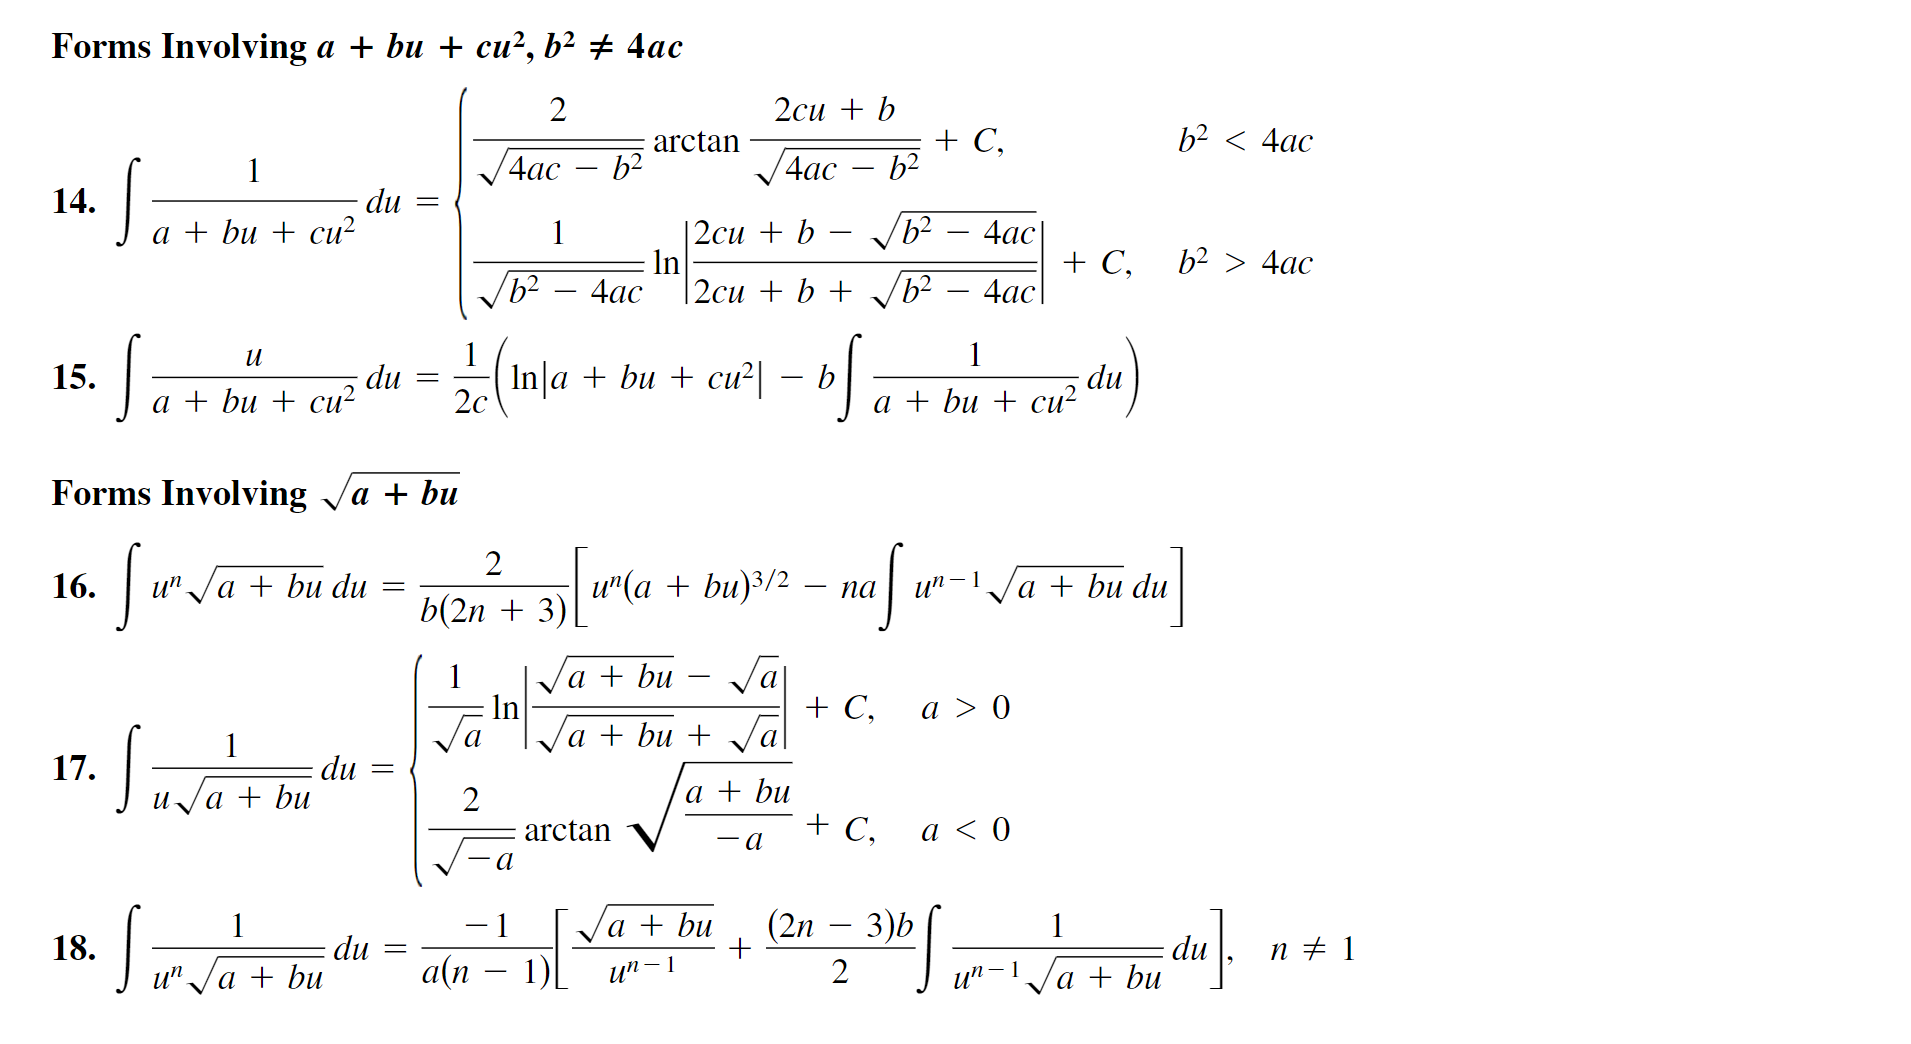 Forms Involving a + bu + cu², b² ≠ 4ac
14. ∫ 1/(a + bu + cu²) du = { 2/√(4ac − b²) arctan (2cu + b)/√(4ac − b²) + C, b² < 4ac
1/√(b² − 4ac) ln|(2cu + b − √(b² − 4ac))/(2cu + b + √(b² − 4ac))| + C, b² > 4ac
15. ∫ u/(a + bu + cu²) du = 1/2c (ln|a + bu + cu²| − b∫ 1/(a + bu + cu²) du)
Forms Involving √(a + bu)
16. ∫ uⁿ√(a + bu) du = 2/(b(2n + 3)) [uⁿ(a + bu)^(3/2) − na∫ uⁿ⁻¹√(a + bu) du]
17. ∫ 1/(u√(a + bu)) du = { 1/√a ln|(√(a + bu) − √a)/(√(a + bu) + √a)| + C, a > 0
2/√(−a) arctan √((a + bu)/(−a)) + C, a < 0
18. ∫ 1/(uⁿ√(a + bu)) du = −1/(a(n − 1)) [√(a + bu)/uⁿ⁻¹ + (2n − 3)b/2 ∫ 1/(uⁿ⁻¹√(a + bu)) du], n ≠ 1